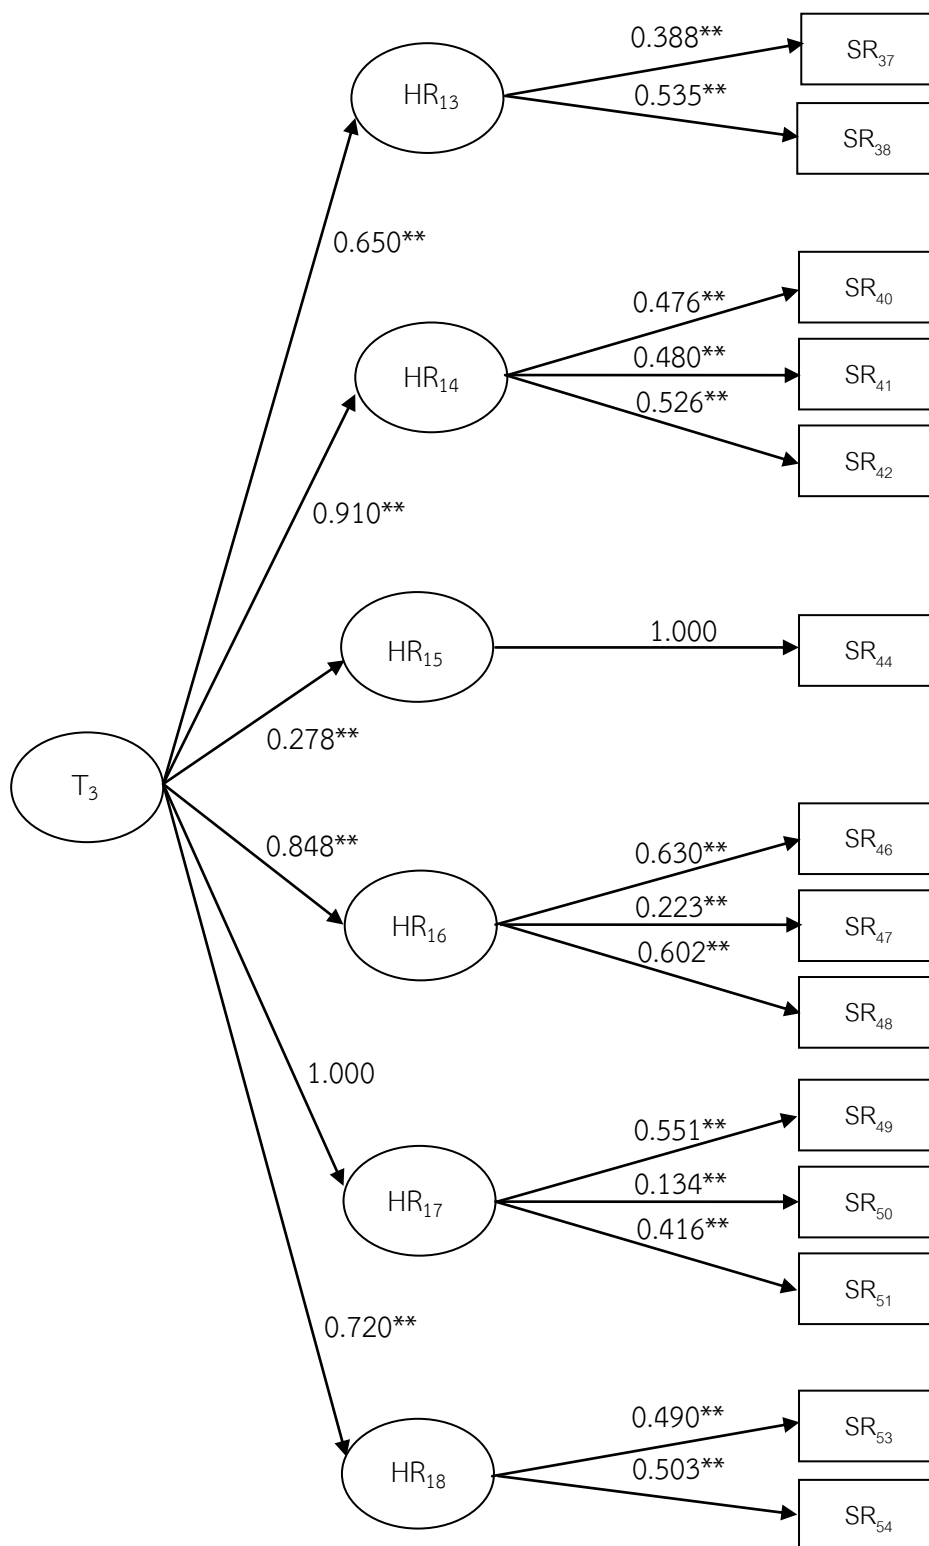 0.388**
SR37
HR13
0.535**
SR38
0.650**
SR40
0.476**
HR14
0.480**
SR41
0.526**
SR42
0.910**
HR15
1.000
SR44
0.278**
T3
0.848**
SR46
0.630**
HR16
0.223**
SR47
0.602**
SR48
1.000
SR49
0.551**
HR17
0.134**
SR50
0.416**
SR51
0.720**
0.490**
SR53
HR18
0.503**
SR54